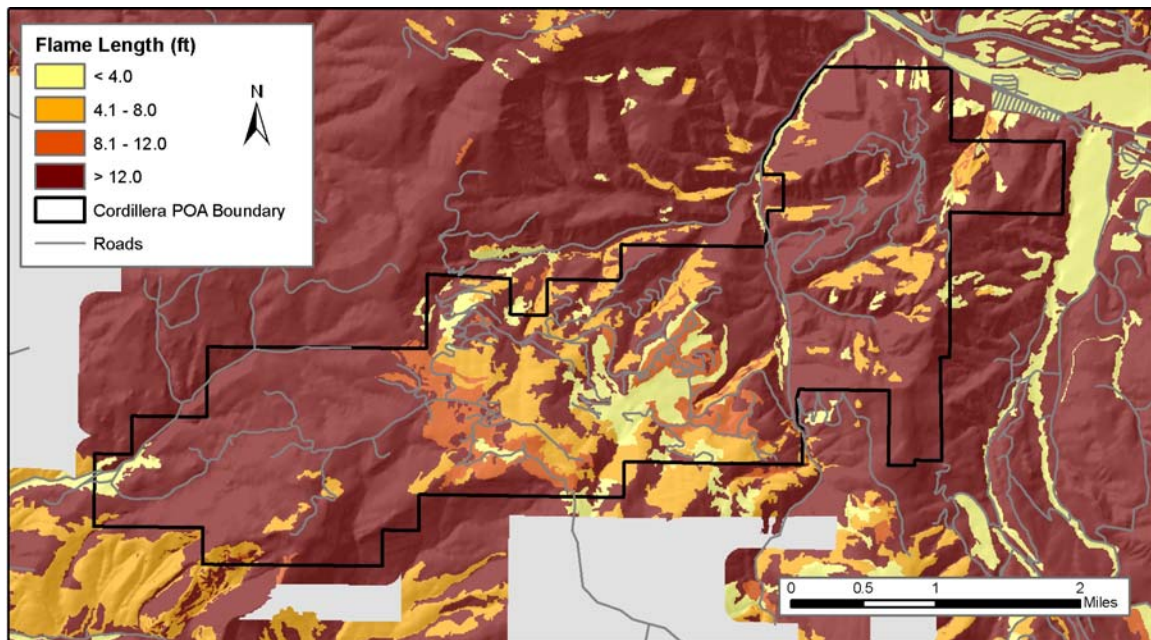 Flame Length (ft)
< 4.0
4.1 - 8.0
8.1 - 12.0
> 12.0
Cordillera POA Boundary
Roads
N
0 0.5 1 2
Miles